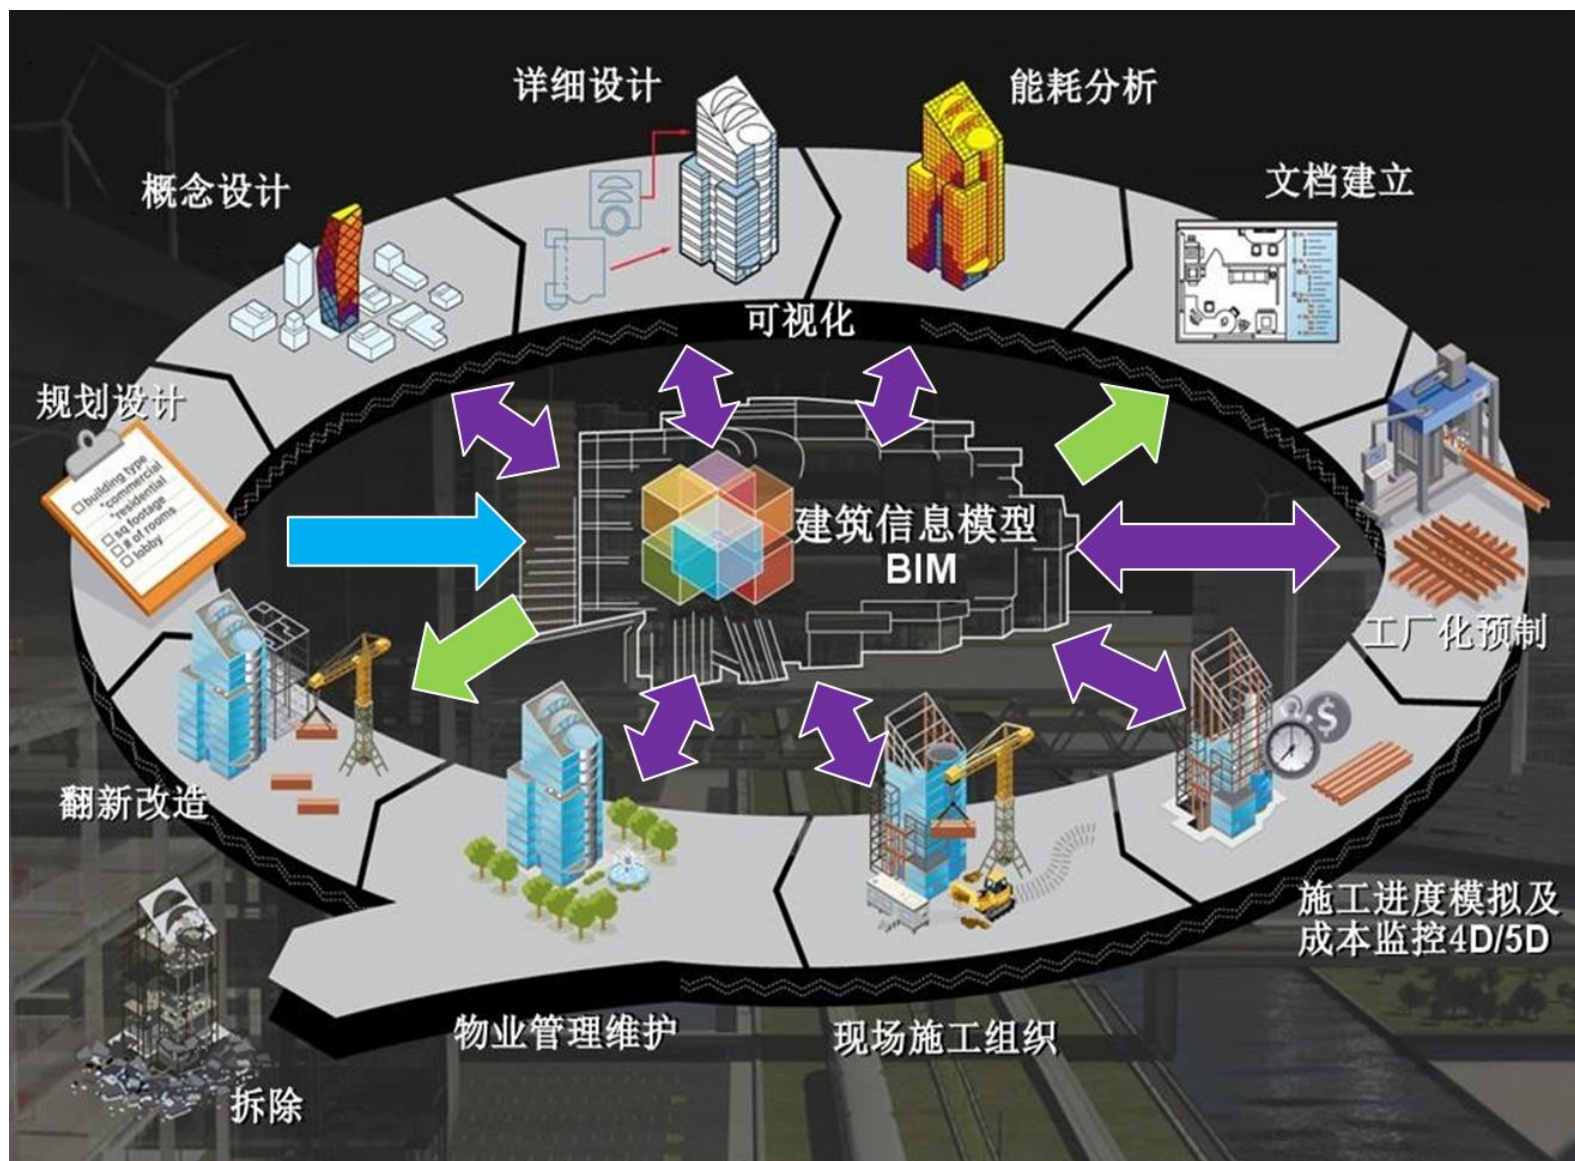 详细设计
能耗分析
概念设计
文档建立
可视化
规划设计
building type
"commercial
"residential
sq footage
# of rooms
lobby
建筑信息模型
BIM
工厂化预制
$
翻新改造
施工进度模拟及
成本监控4D/5D
物业管理维护
现场施工组织
拆除